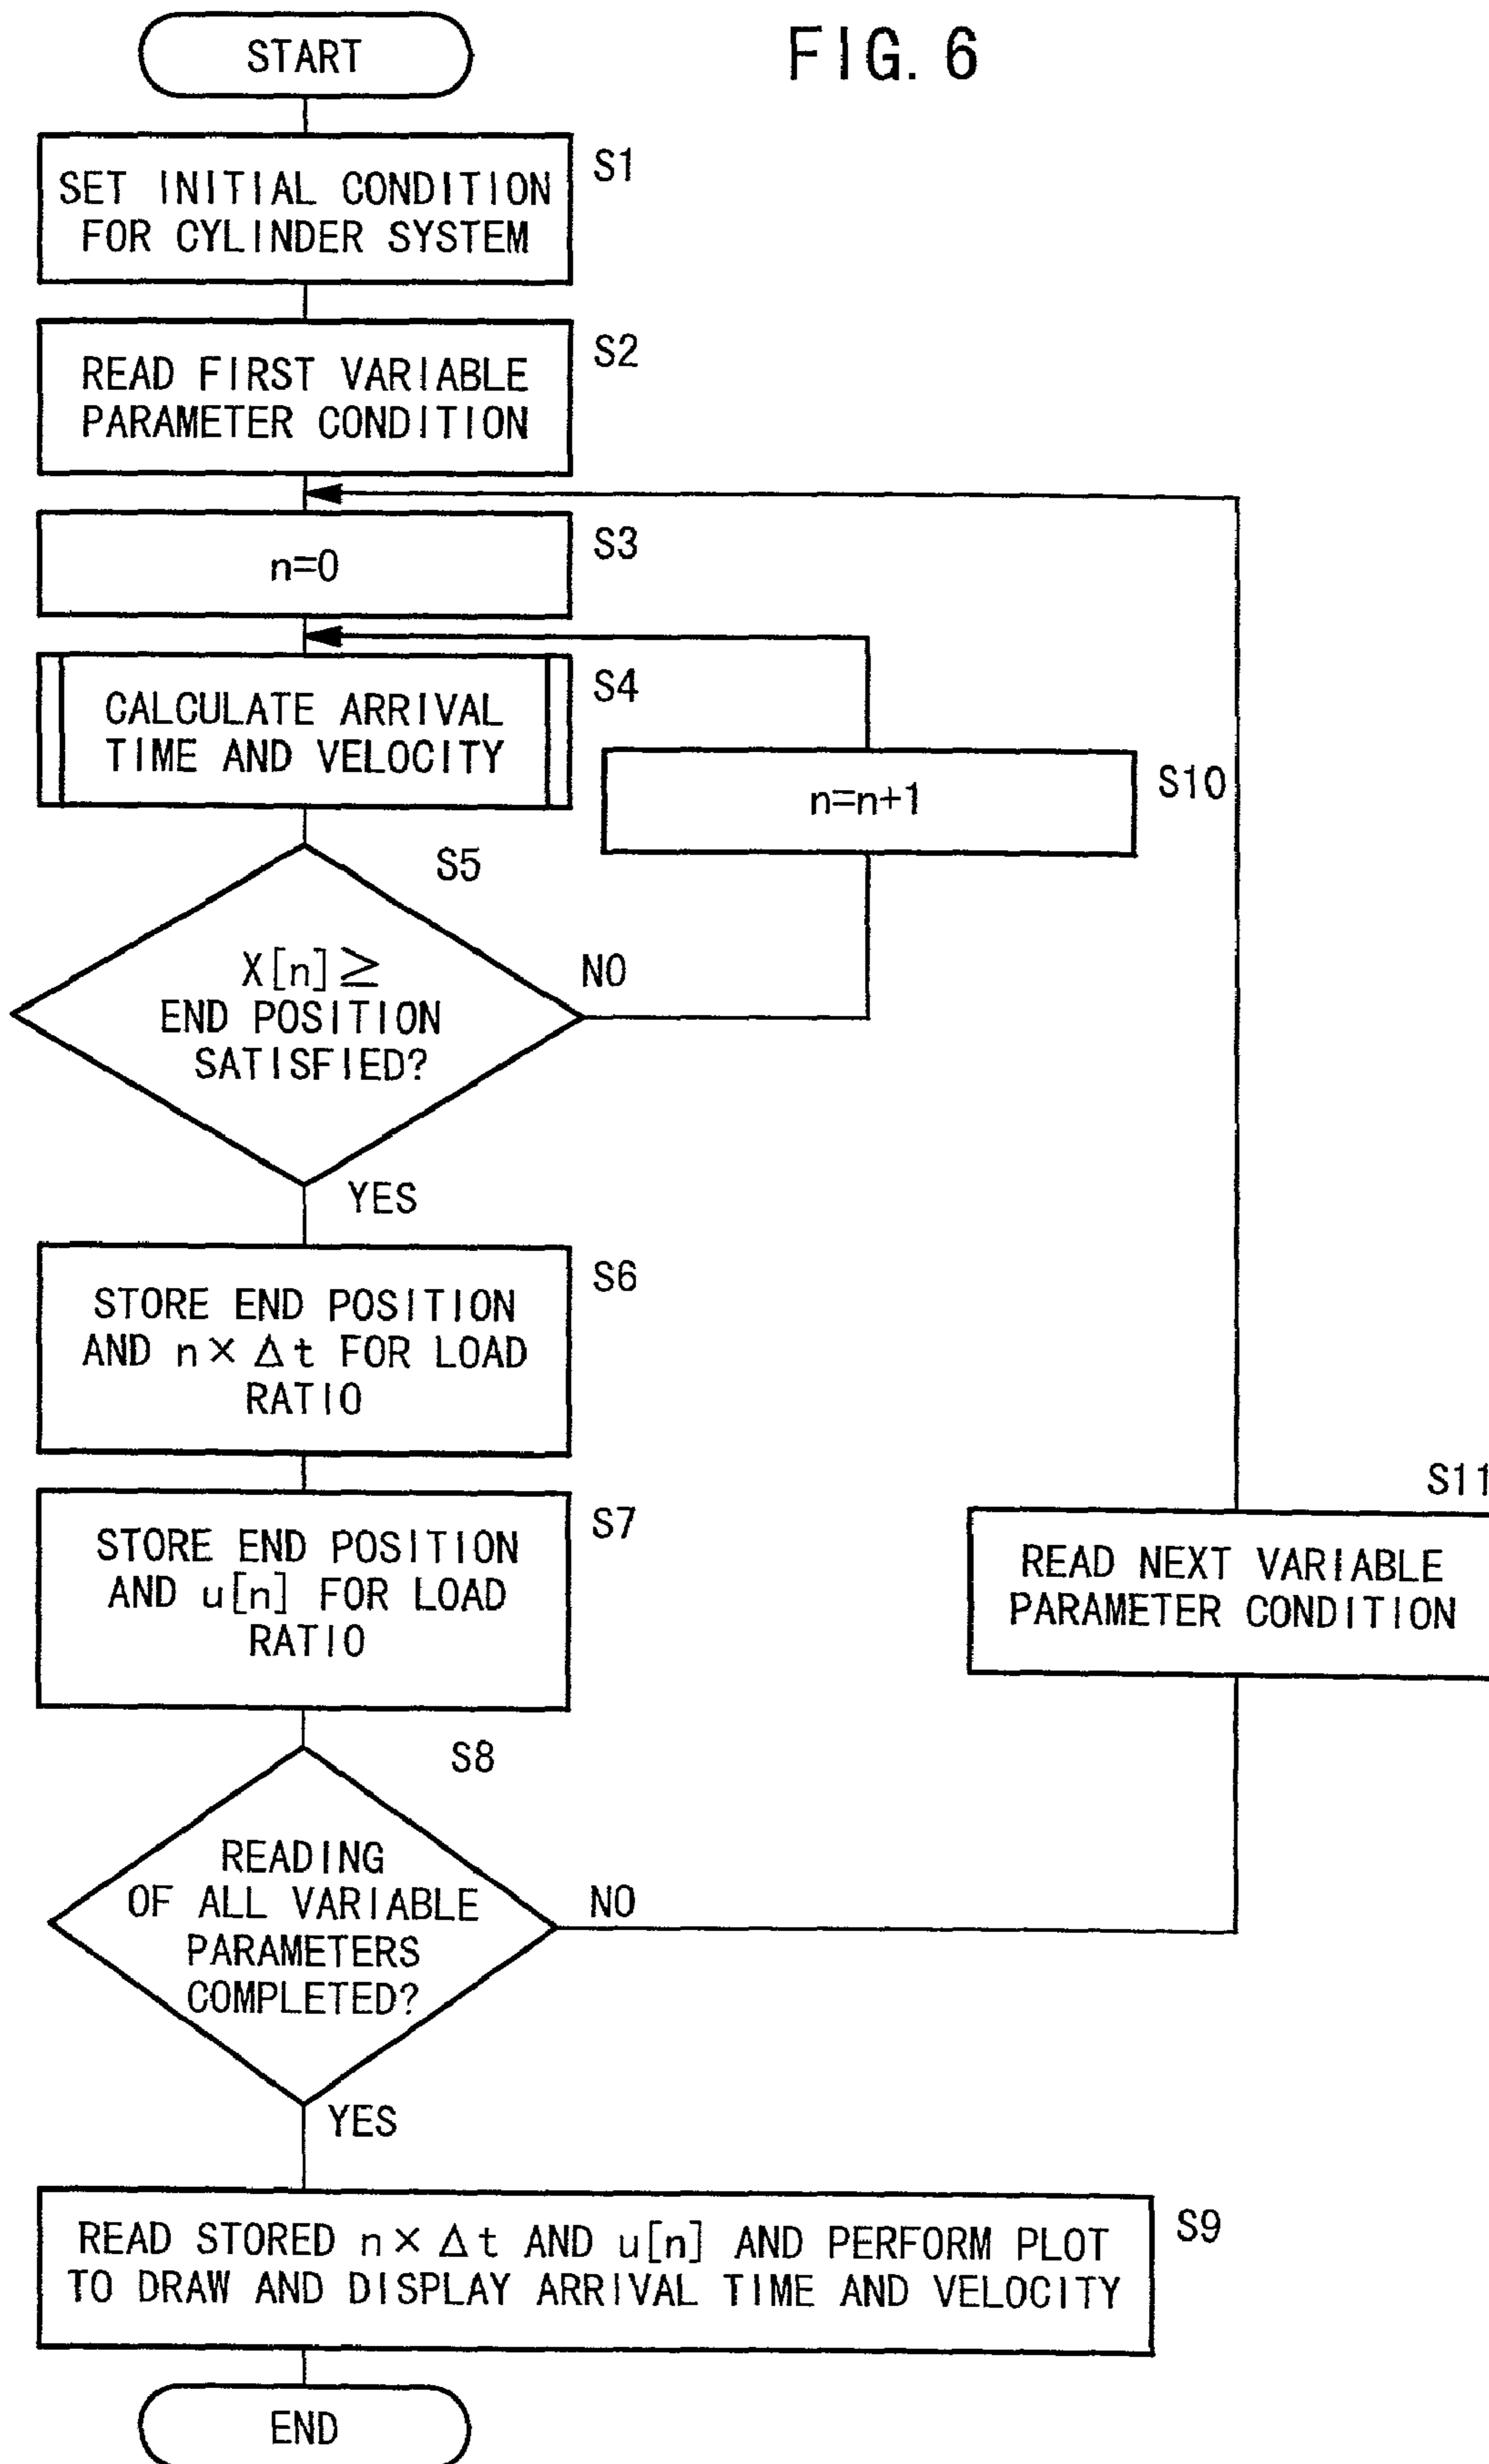 FIG. 6
START
S1
SET INITIAL CONDITION
FOR CYLINDER SYSTEM
S2
READ FIRST VARIABLE
PARAMETER CONDITION
S3
n=0
S4
CALCULATE ARRIVAL
TIME AND VELOCITY
S10
n=n+1
S5
X[n]≧
END POSITION
SATISFIED?
NO
YES
S6
STORE END POSITION
AND n×Δt FOR LOAD
RATIO
S7
STORE END POSITION
AND u[n] FOR LOAD
RATIO
S11
READ NEXT VARIABLE
PARAMETER CONDITION
S8
READING
OF ALL VARIABLE
PARAMETERS
COMPLETED?
NO
YES
S9
READ STORED n×Δt AND u[n] AND PERFORM PLOT
TO DRAW AND DISPLAY ARRIVAL TIME AND VELOCITY
END